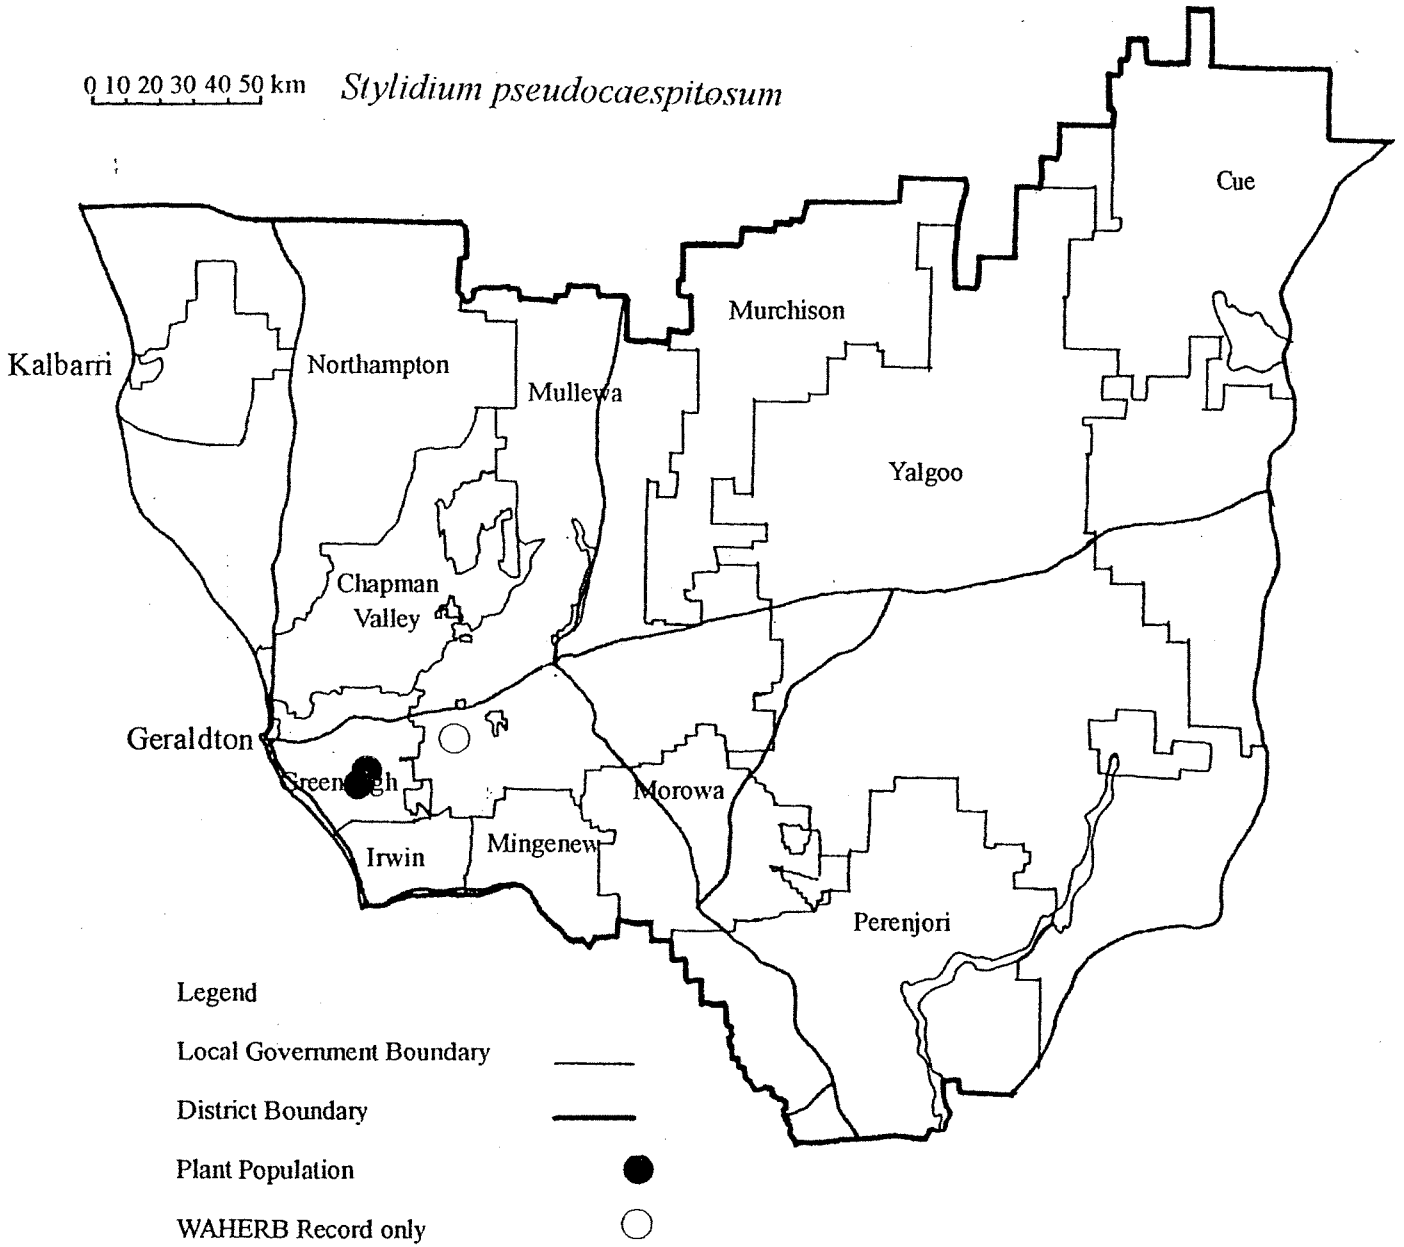 0 10 20 30 40 50 km
Stylidium pseudocaespitosum
Cue
Murchison
Kalbarri
Northampton
Mullewa
Yalgoo
Chapman
Valley
Geraldton
Greenough
Morowa
Irwin
Mingenew
Perenjori
Legend
Local Government Boundary
District Boundary
Plant Population
WAHERB Record only